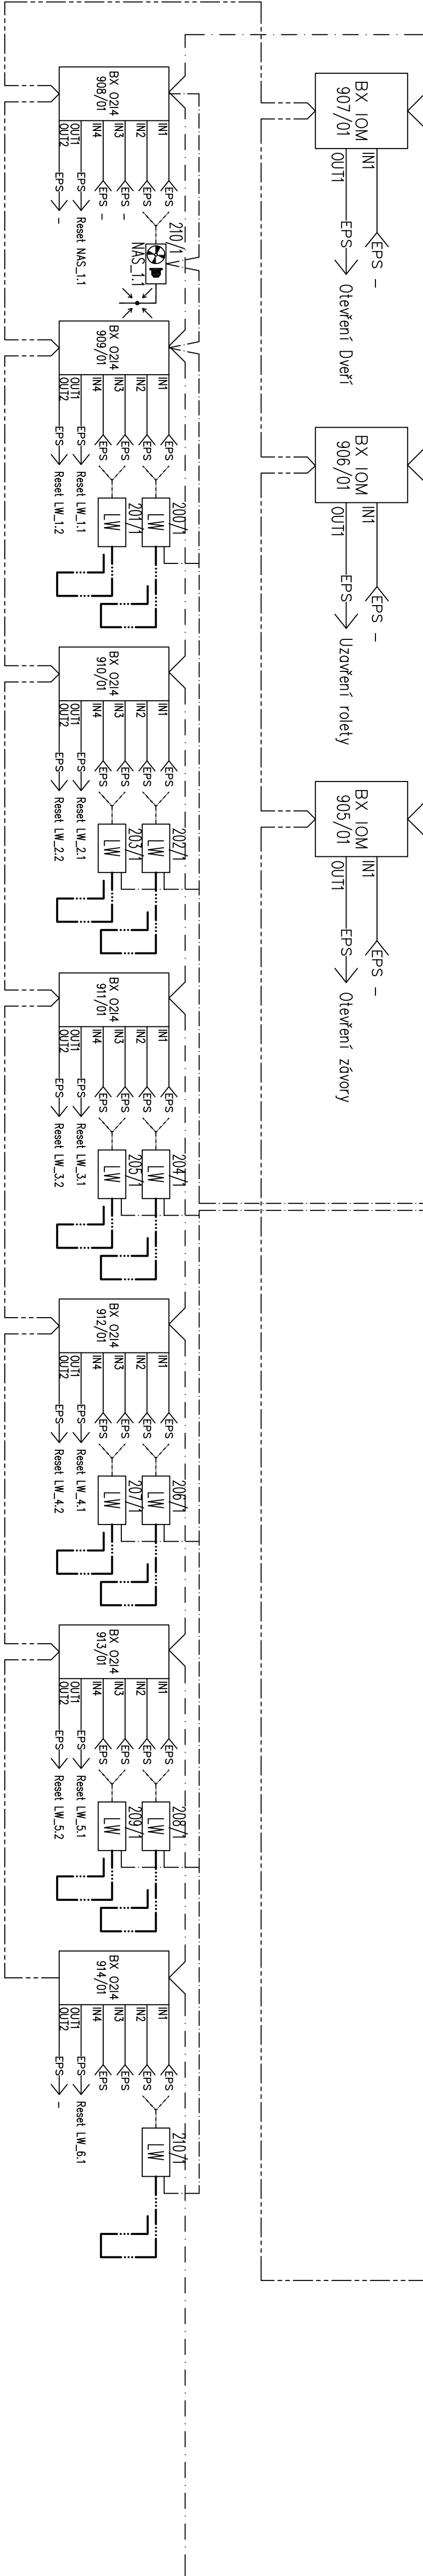 BX IOM
907/01
IN1
OUT1
EPS -
EPS
Otevření Dveří
BX IOM
906/01
IN1
OUT1
EPS -
EPS
Uzavření rolety
BX IOM
905/01
IN1
OUT1
EPS -
EPS
Otevření závory
BX O2I4
908/01
IN1
IN2
IN3
IN4
OUT1
OUT2
EPS
EPS
EPS -
EPS -
EPS
Reset NAS_1.1
EPS
-
210/1 V
NAS_1.1
BX O2I4
909/01
IN1
IN2
IN3
IN4
OUT1
OUT2
EPS
EPS
EPS
EPS
EPS
Reset LW_1.1
EPS
Reset LW_1.2
200/1
LW
201/1
LW
BX O2I4
910/01
IN1
IN2
IN3
IN4
OUT1
OUT2
EPS
EPS
EPS
EPS
EPS
Reset LW_2.1
EPS
Reset LW_2.2
202/1
LW
203/1
LW
BX O2I4
911/01
IN1
IN2
IN3
IN4
OUT1
OUT2
EPS
EPS
EPS
EPS
EPS
Reset LW_3.1
EPS
Reset LW_3.2
204/1
LW
205/1
LW
BX O2I4
912/01
IN1
IN2
IN3
IN4
OUT1
OUT2
EPS
EPS
EPS
EPS
EPS
Reset LW_4.1
EPS
Reset LW_4.2
206/1
LW
207/1
LW
BX O2I4
913/01
IN1
IN2
IN3
IN4
OUT1
OUT2
EPS
EPS
EPS
EPS
EPS
Reset LW_5.1
EPS
Reset LW_5.2
208/1
LW
209/1
LW
BX O2I4
914/01
IN1
IN2
IN3
IN4
OUT1
OUT2
EPS
EPS
EPS
EPS
EPS
Reset LW_6.1
EPS
-
210/1
LW